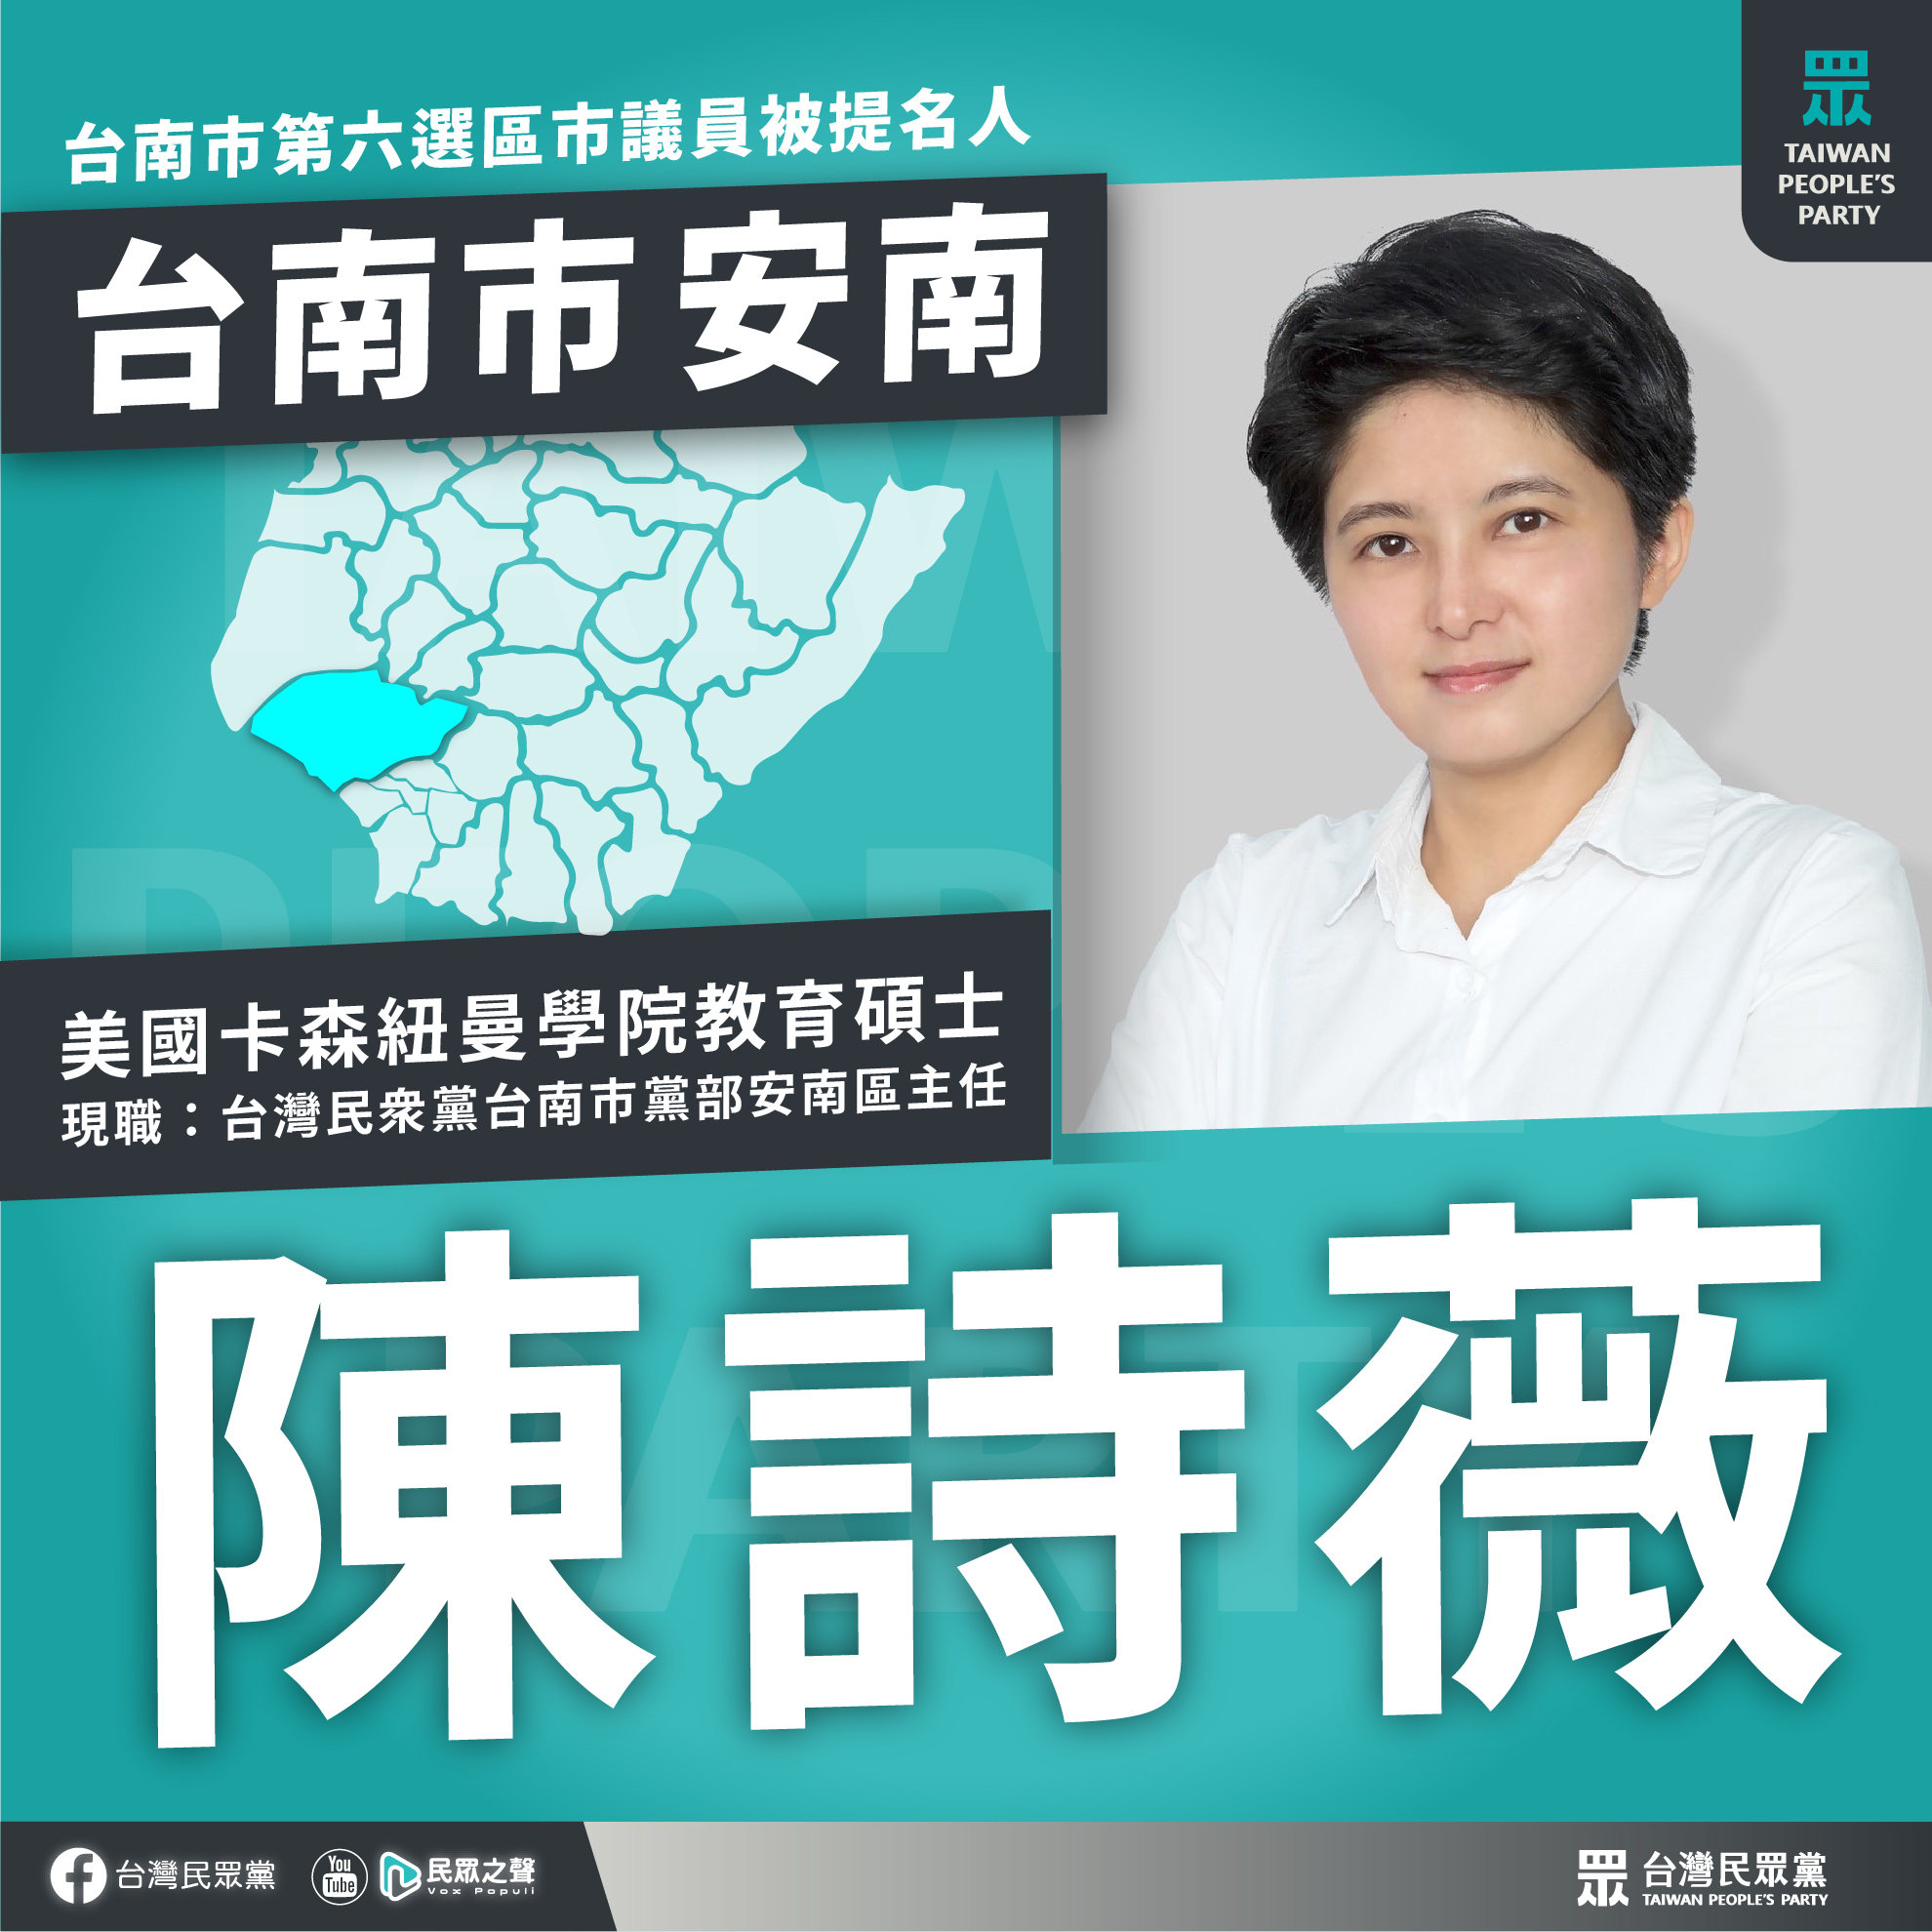 台南市第六選區市議員被提名人
眾
TAIWAN
PEOPLE'S
PARTY
台南市 安南
美國卡森紐曼學院教育碩士
現職：台灣民眾黨台南市黨部安南區主任
陳詩薇
台灣民眾黨
You
Tube
民眾之聲
Vox Populi
眾 台灣民眾黨
TAIWAN PEOPLE'S PARTY